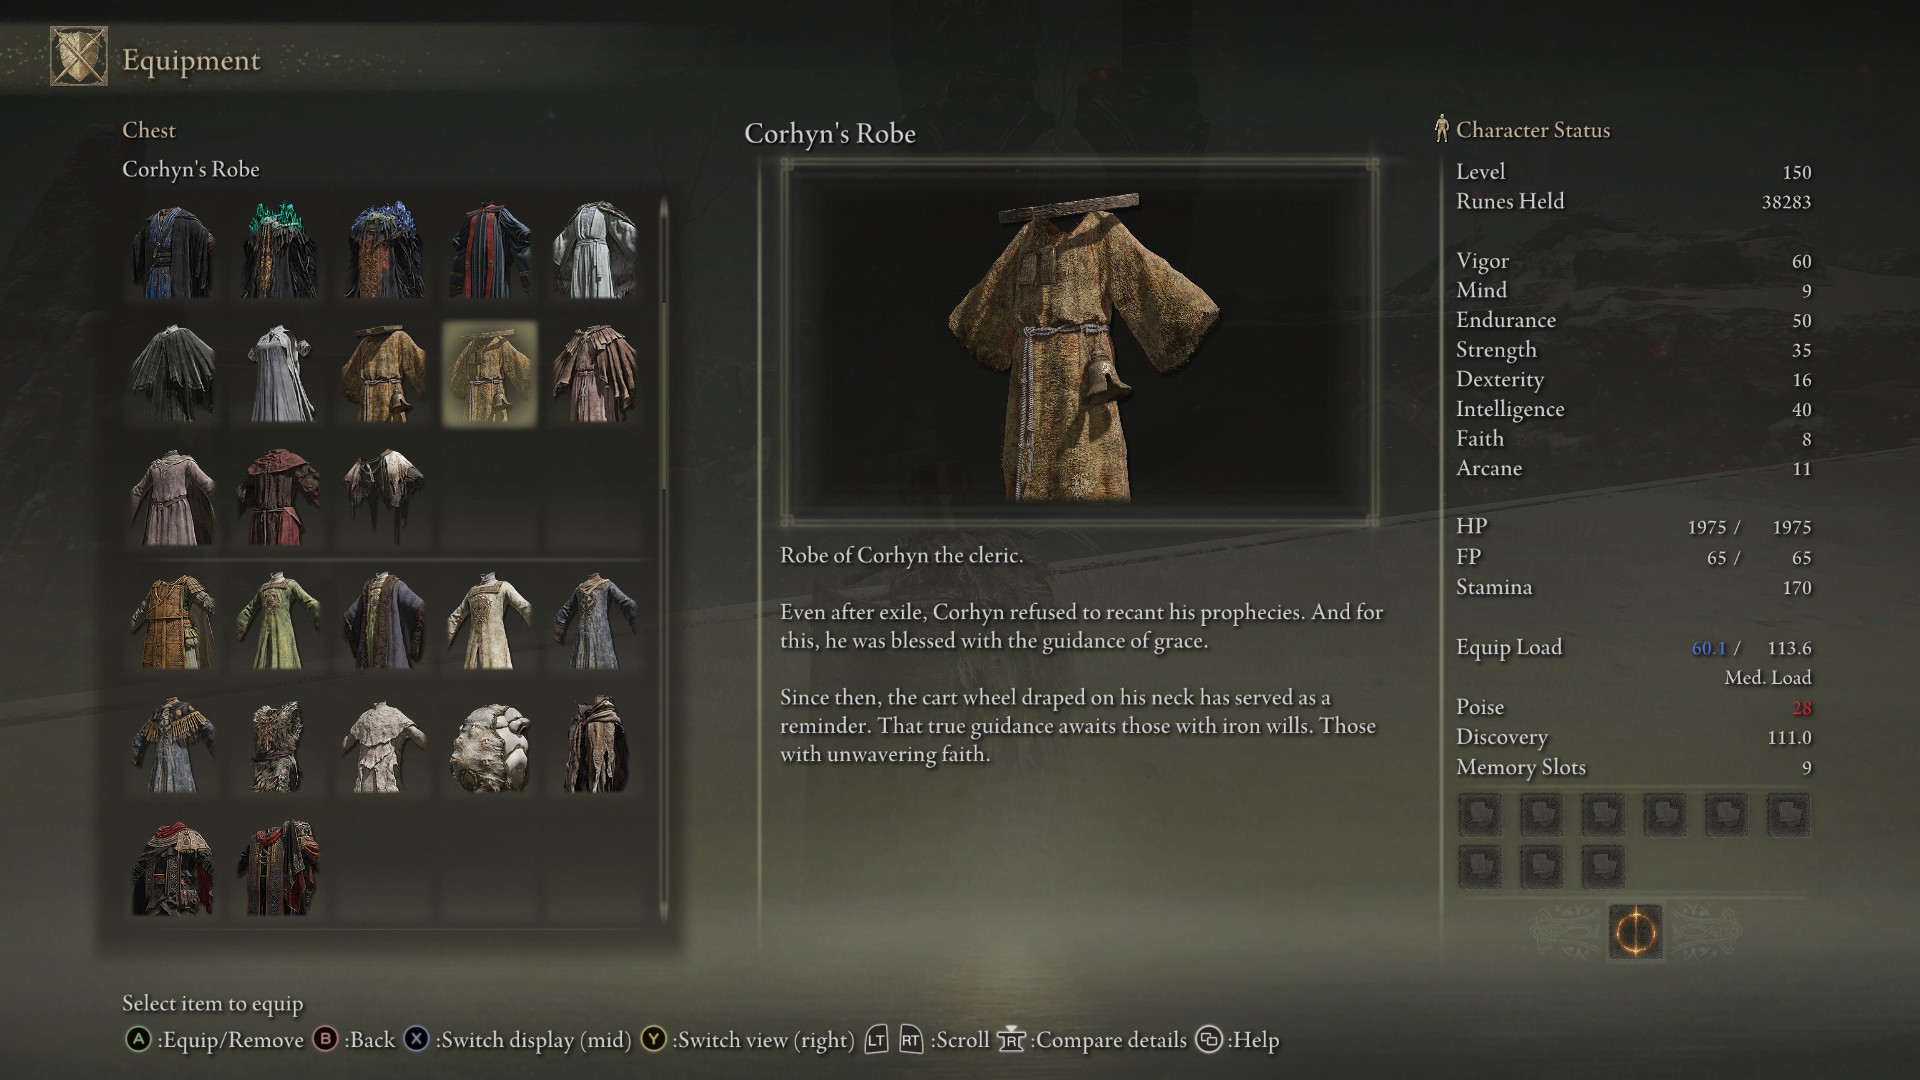 Equipment
Chest
Corhyn's Robe
Corhyn's Robe
Robe of Corhyn the cleric.
Even after exile, Corhyn refused to recant his prophecies. And for
this, he was blessed with the guidance of grace.
Since then, the cart wheel draped on his neck has served as a
reminder. That true guidance awaits those with iron wills. Those
with unwavering faith.
Character Status
Level 150
Runes Held 38283
Vigor 60
Mind 9
Endurance 50
Strength 35
Dexterity 16
Intelligence 40
Faith 8
Arcane 11
HP 1975 / 1975
FP 65 / 65
Stamina 170
Equip Load 60.1 / 113.6
Med. Load
Poise 28
Discovery 111.0
Memory Slots 9
Select item to equip
A :Equip/Remove B :Back X :Switch display (mid) Y :Switch view (right) LT RT :Scroll R :Compare details :Help